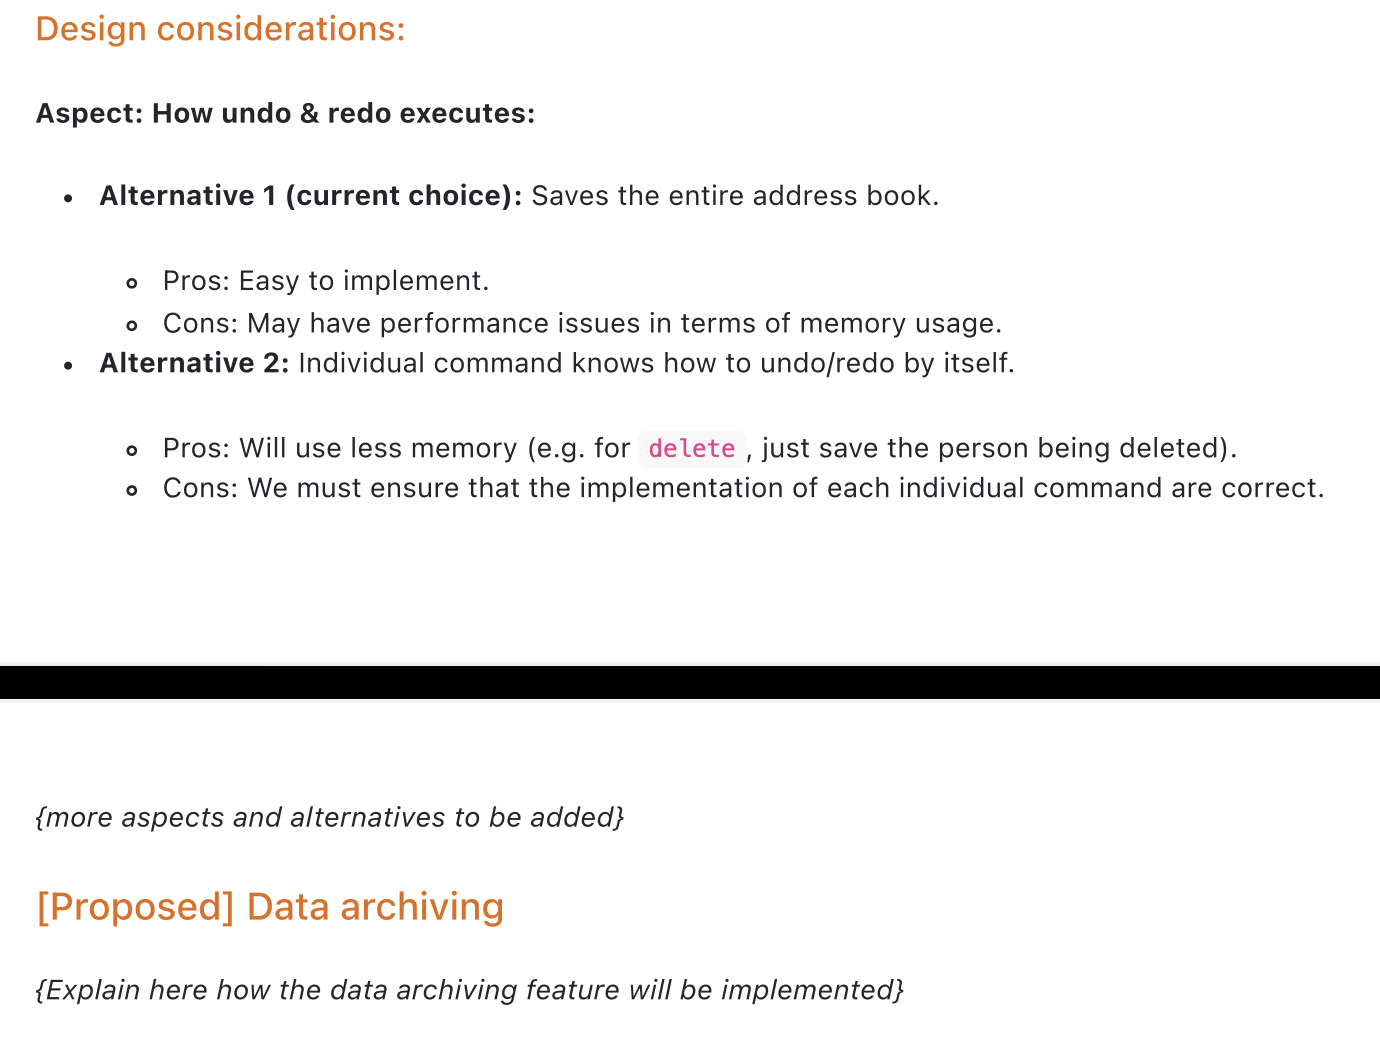 Design considerations:
Aspect: How undo & redo executes:
Alternative 1 (current choice): Saves the entire address book.
Pros: Easy to implement.
Cons: May have performance issues in terms of memory usage.
Alternative 2: Individual command knows how to undo/redo by itself.
Pros: Will use less memory (e.g. for delete, just save the person being deleted).
Cons: We must ensure that the implementation of each individual command are correct.
{more aspects and alternatives to be added}
[Proposed] Data archiving
{Explain here how the data archiving feature will be implemented}